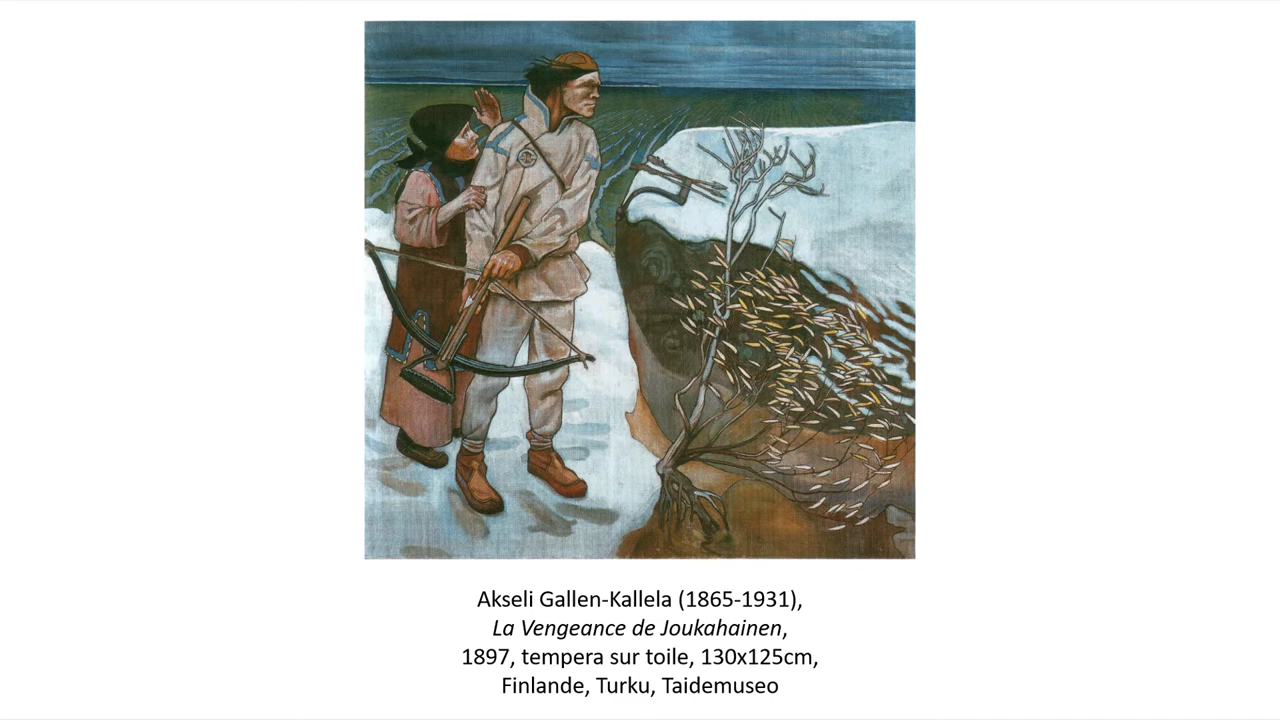 Akseli Gallen-Kallela (1865-1931),
La Vengeance de Joukahainen,
1897, tempera sur toile, 130x125cm,
Finlande, Turku, Taidemuseo